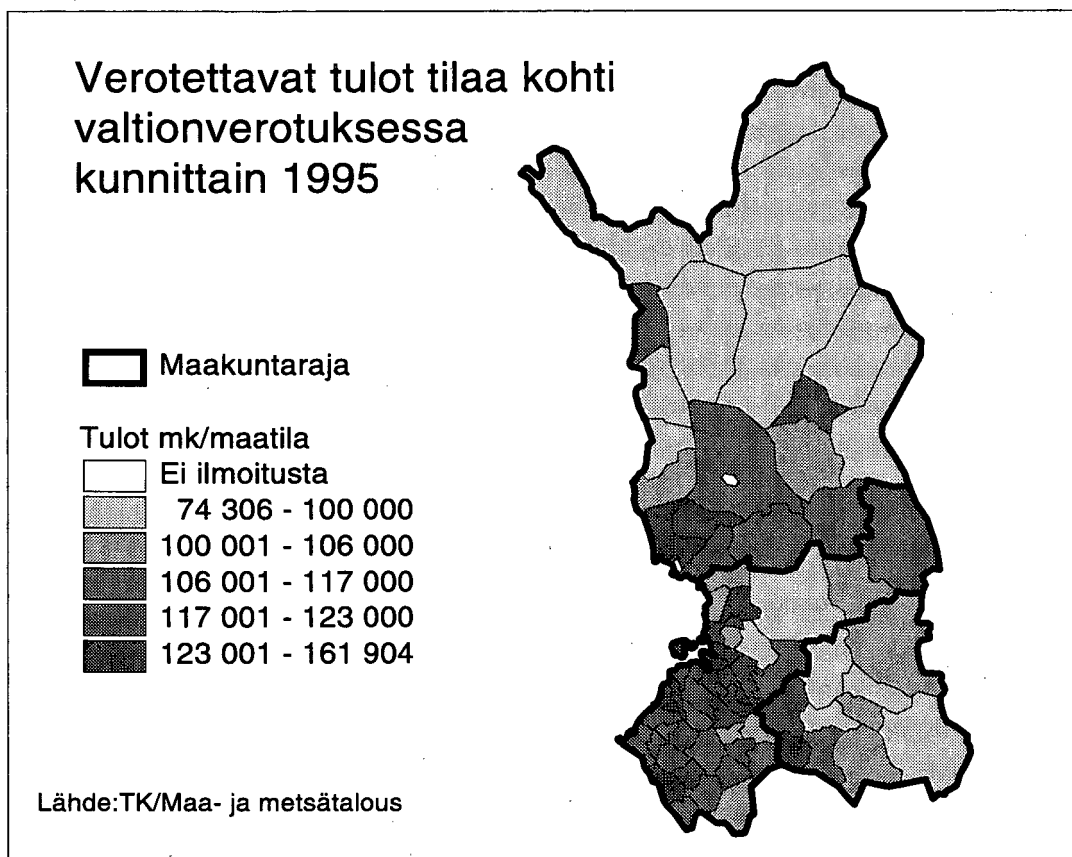 Verotettavat tulot tilaa kohti
valtionverotuksessa
kunnittain 1995
Maakuntaraja
Tulot mk/maatila
Ei ilmoitusta
74 306 - 100 000
100 001 - 106 000
106 001 - 117 000
117 001 - 123 000
123 001 - 161 904
Lähde:TK/Maa- ja metsätalous